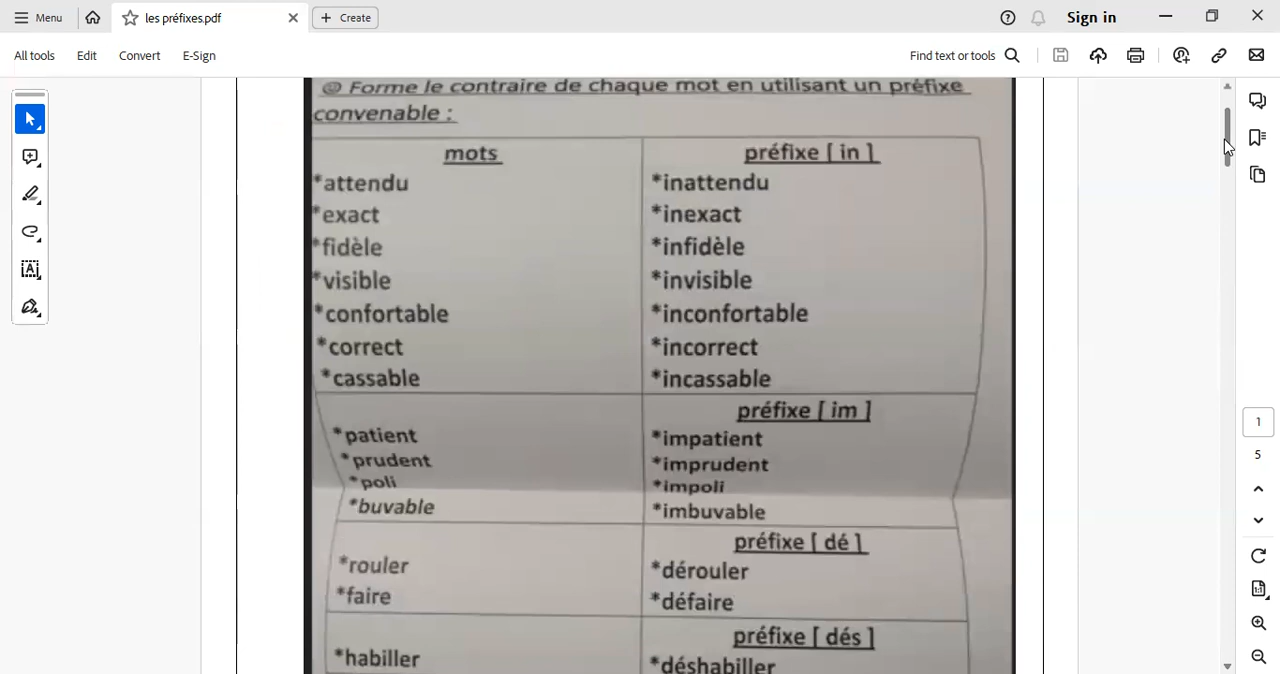 Menu
les préfixes.pdf
Create
Sign in
All tools
Edit
Convert
E-Sign
Find text or tools
☺ Forme le contraire de chaque mot en utilisant un préfixe
convenable :
mots
préfixe [ in ]
*attendu
*inattendu
*exact
*inexact
*fidèle
*infidèle
*visible
*invisible
*confortable
*inconfortable
*correct
*incorrect
*cassable
*incassable
préfixe [ im ]
*patient
*impatient
*prudent
*imprudent
*poli
*impoli
*buvable
*imbuvable
préfixe [ dé ]
*rouler
*dérouler
*faire
*défaire
préfixe [ dés ]
*habiller
*déshabiller
1
5